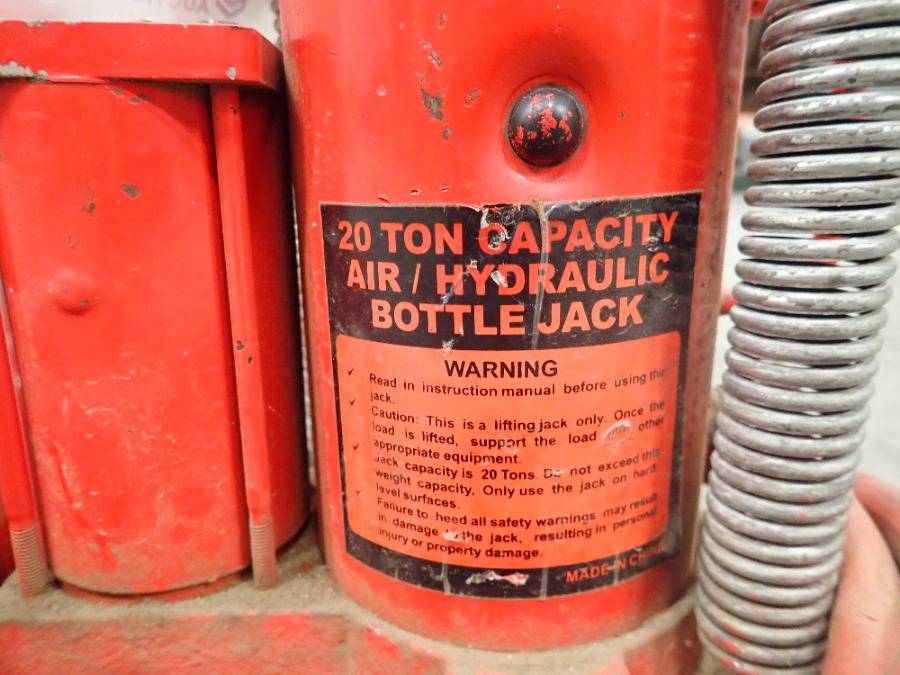 20 TON CAPACITY
AIR / HYDRAULIC
BOTTLE JACK
WARNING
✓ Read in instruction manual before using the
jack.
✓ Caution: This is a lifting jack only. Once the
load is lifted, support the load other
appropriate equipment.
✓ Jack capacity is 20 Tons. Do not exceed this
weight capacity. Only use the jack on hard
level surfaces.
✓ Failure to heed all safety warnings may result
in damage to the jack, resulting in personal
injury or property damage.
MADE IN CHINA